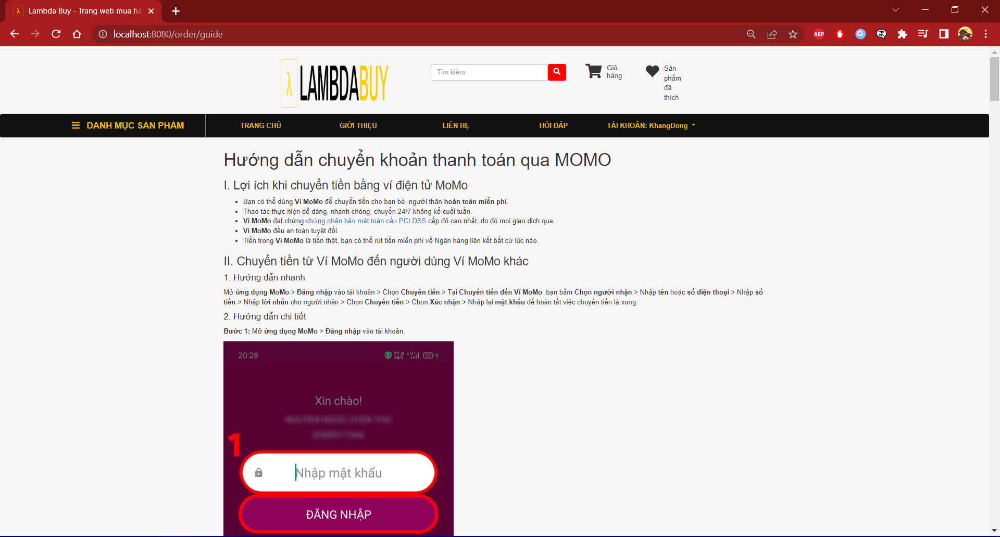 Lambda Buy - Trang web mua hà
localhost:8080/order/guide
ABP
λ LAMBDABUY
Tìm kiếm
Giỏ
hàng
Sản
phẩm
đã
thích
DANH MỤC SẢN PHẨM
TRANG CHỦ
GIỚI THIỆU
LIÊN HỆ
HỎI ĐÁP
TÀI KHOẢN: KhangDong
Hướng dẫn chuyển khoản thanh toán qua MOMO
I. Lợi ích khi chuyển tiền bằng ví điện tử MoMo
Bạn có thể dùng Ví MoMo để chuyển tiền cho bạn bè, người thân hoàn toàn miễn phí.
Thao tác thực hiện dễ dàng, nhanh chóng, chuyển 24/7 không kể cuối tuần.
Ví MoMo đạt chứng chứng nhận bảo mật toàn cầu PCI DSS cấp độ cao nhất, do đó mọi giao dịch qua.
Ví MoMo đều an toàn tuyệt đối.
Tiền trong Ví MoMo là tiền thật, bạn có thể rút tiền miễn phí về Ngân hàng liên kết bất cứ lúc nào.
II. Chuyển tiền từ Ví MoMo đến người dùng Ví MoMo khác
1. Hướng dẫn nhanh
Mở ứng dụng MoMo > Đăng nhập vào tài khoản > Chọn Chuyển tiền > Tại Chuyển tiền đến Ví MoMo, bạn bấm Chọn người nhận > Nhập tên hoặc số điện thoại > Nhập số
tiền > Nhập lời nhắn cho người nhận > Chọn Chuyển tiền > Chọn Xác nhận > Nhập lại mật khẩu để hoàn tất việc chuyển tiền là xong.
2. Hướng dẫn chi tiết
Bước 1: Mở ứng dụng MoMo > Đăng nhập vào tài khoản.
20:28
77.0
KB/S
H+
97
Xin chào!
1
Nhập mật khẩu
ĐĂNG NHẬP